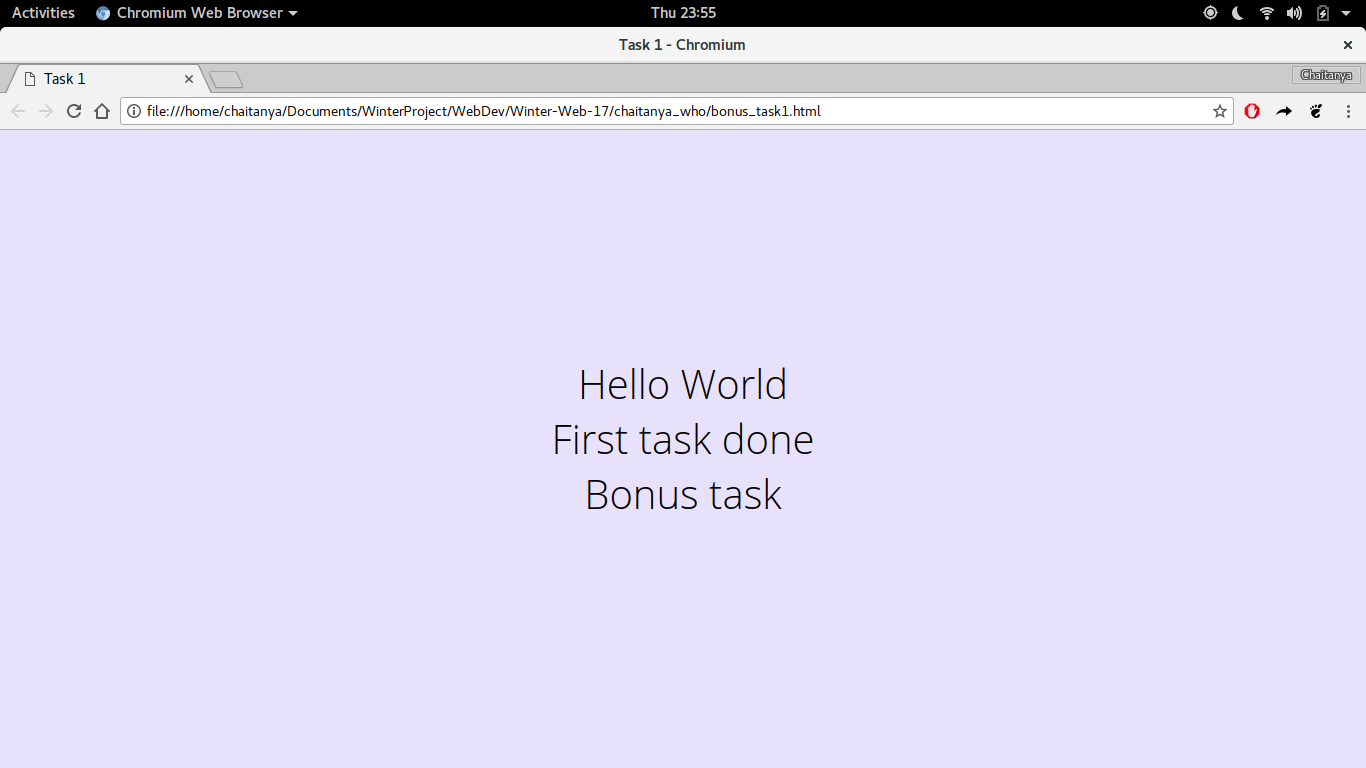 Activities Chromium Web Browser Thu 23:55
Task 1 - Chromium
Task 1 Chaitanya
file:///home/chaitanya/Documents/WinterProject/WebDev/Winter-Web-17/chaitanya_who/bonus_task1.html
Hello World
First task done
Bonus task